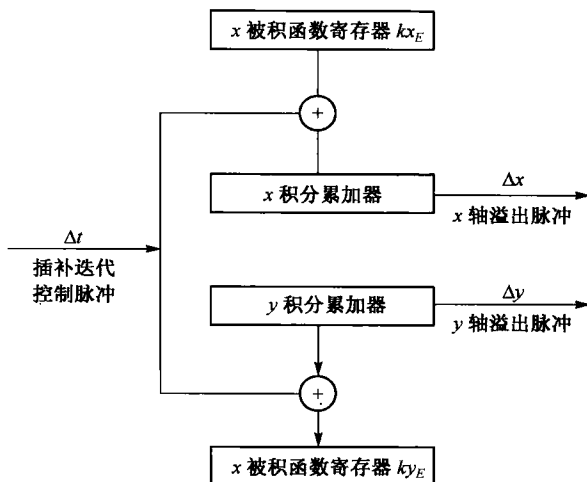 x 被积函数寄存器 kx_E
+
x 积分累加器
Δx
x 轴溢出脉冲
Δt
插补迭代
控制脉冲
y 积分累加器
Δy
y 轴溢出脉冲
+
x 被积函数寄存器 ky_E